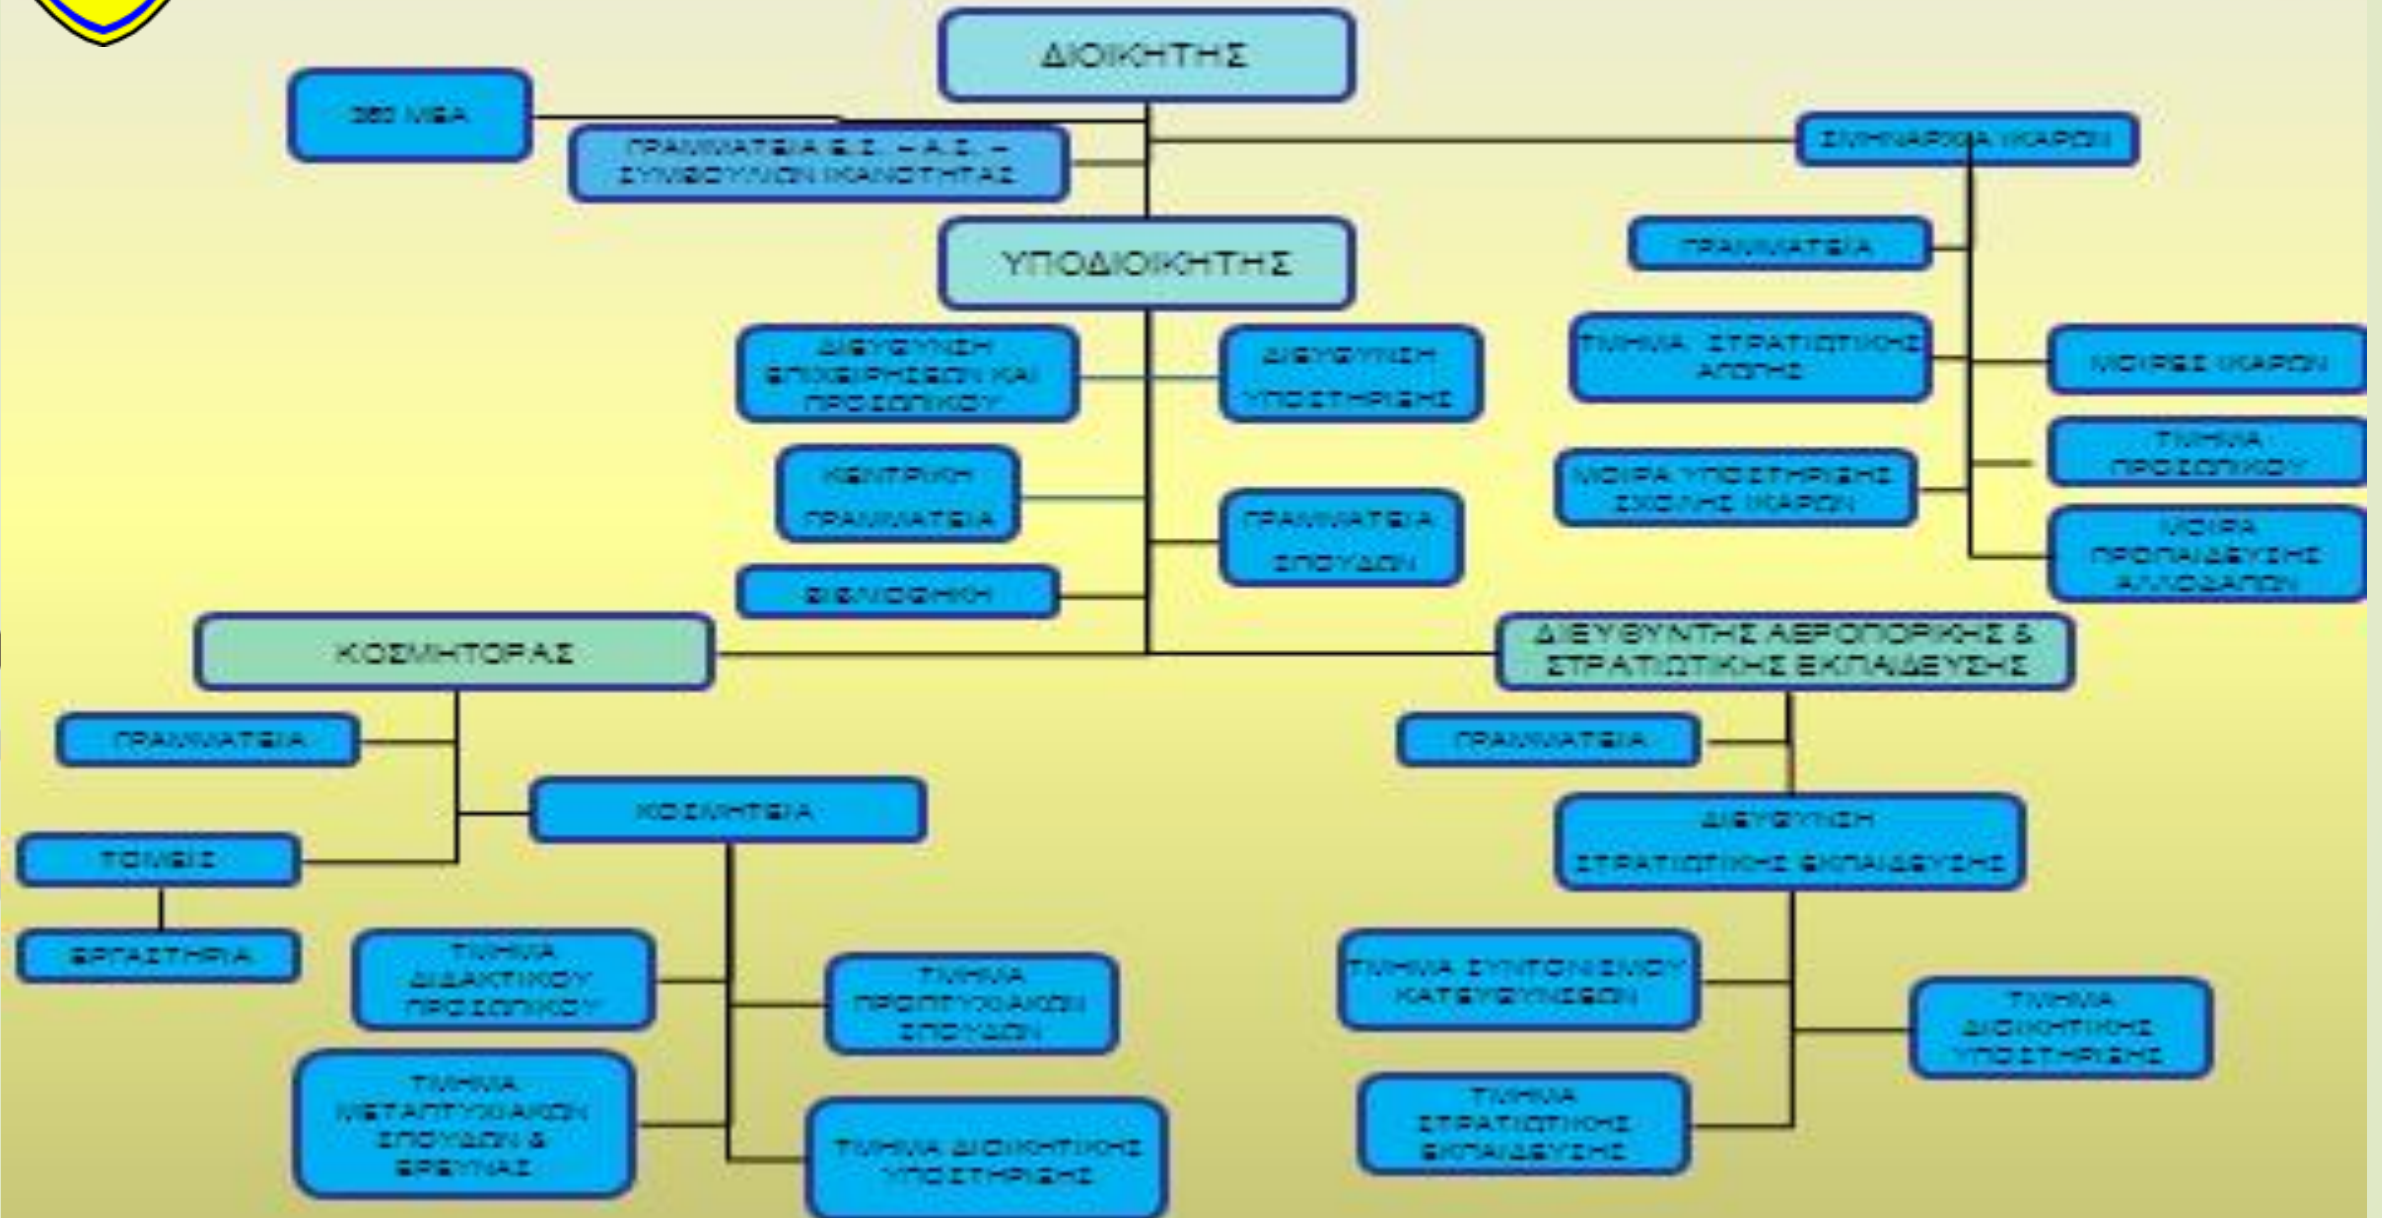 ΔΙΟΙΚΗΤΗΣ
ΜΕΑ
ΓΡΑΜΜΑΤΕΙΑ Ε.Σ. – Α.Σ. –
ΣΥΜΒΟΥΛΙΩΝ ΙΚΑΝΟΤΗΤΑΣ
ΣΜΗΝΑΡΧΙΑ ΙΚΑΡΩΝ
ΥΠΟΔΙΟΙΚΗΤΗΣ
ΓΡΑΜΜΑΤΕΙΑ
ΔΙΕΥΘΥΝΣΗ
ΕΠΙΧΕΙΡΗΣΕΩΝ ΚΑΙ
ΠΡΟΣΩΠΙΚΟΥ
ΔΙΕΥΘΥΝΣΗ
ΥΠΟΣΤΗΡΙΞΗΣ
ΤΜΗΜΑ ΣΤΡΑΤΙΩΤΙΚΗΣ
ΑΓΩΓΗΣ
ΜΟΙΡΕΣ ΙΚΑΡΩΝ
ΚΕΝΤΡΙΚΗ
ΓΡΑΜΜΑΤΕΙΑ
ΓΡΑΜΜΑΤΕΙΑ
ΣΠΟΥΔΩΝ
ΜΟΙΡΑ ΥΠΟΣΤΗΡΙΞΗΣ
ΣΧΟΛΗΣ ΙΚΑΡΩΝ
ΤΜΗΜΑ
ΠΡΟΣΩΠΙΚΟΥ
ΜΟΙΡΑ
ΠΡΟΠΑΙΔΕΥΣΗΣ
ΑΛΛΟΔΑΠΩΝ
ΒΙΒΛΙΟΘΗΚΗ
ΚΟΣΜΗΤΟΡΑΣ
ΔΙΕΥΘΥΝΤΗΣ ΑΕΡΟΠΟΡΙΚΗΣ &
ΣΤΡΑΤΙΩΤΙΚΗΣ ΕΚΠΑΙΔΕΥΣΗΣ
ΓΡΑΜΜΑΤΕΙΑ
ΓΡΑΜΜΑΤΕΙΑ
ΚΟΣΜΗΤΕΙΑ
ΔΙΕΥΘΥΝΣΗ
ΣΤΡΑΤΙΩΤΙΚΗΣ ΕΚΠΑΙΔΕΥΣΗΣ
ΤΟΜΕΙΣ
ΕΡΓΑΣΤΗΡΙΑ
ΤΜΗΜΑ
ΔΙΔΑΚΤΙΚΟΥ
ΠΡΟΣΩΠΙΚΟΥ
ΤΜΗΜΑ
ΠΡΟΠΤΥΧΙΑΚΩΝ
ΣΠΟΥΔΩΝ
ΤΜΗΜΑ ΣΥΝΤΟΝΙΣΜΟΥ
ΚΑΤΕΥΘΥΝΣΕΩΝ
ΤΜΗΜΑ
ΔΙΟΙΚΗΤΙΚΗΣ
ΥΠΟΣΤΗΡΙΞΗΣ
ΤΜΗΜΑ
ΜΕΤΑΠΤΥΧΙΑΚΩΝ
ΣΠΟΥΔΩΝ &
ΕΡΕΥΝΑΣ
ΤΜΗΜΑ ΔΙΟΙΚΗΤΙΚΗΣ
ΥΠΟΣΤΗΡΙΞΗΣ
ΤΜΗΜΑ
ΣΤΡΑΤΙΩΤΙΚΗΣ
ΕΚΠΑΙΔΕΥΣΗΣ